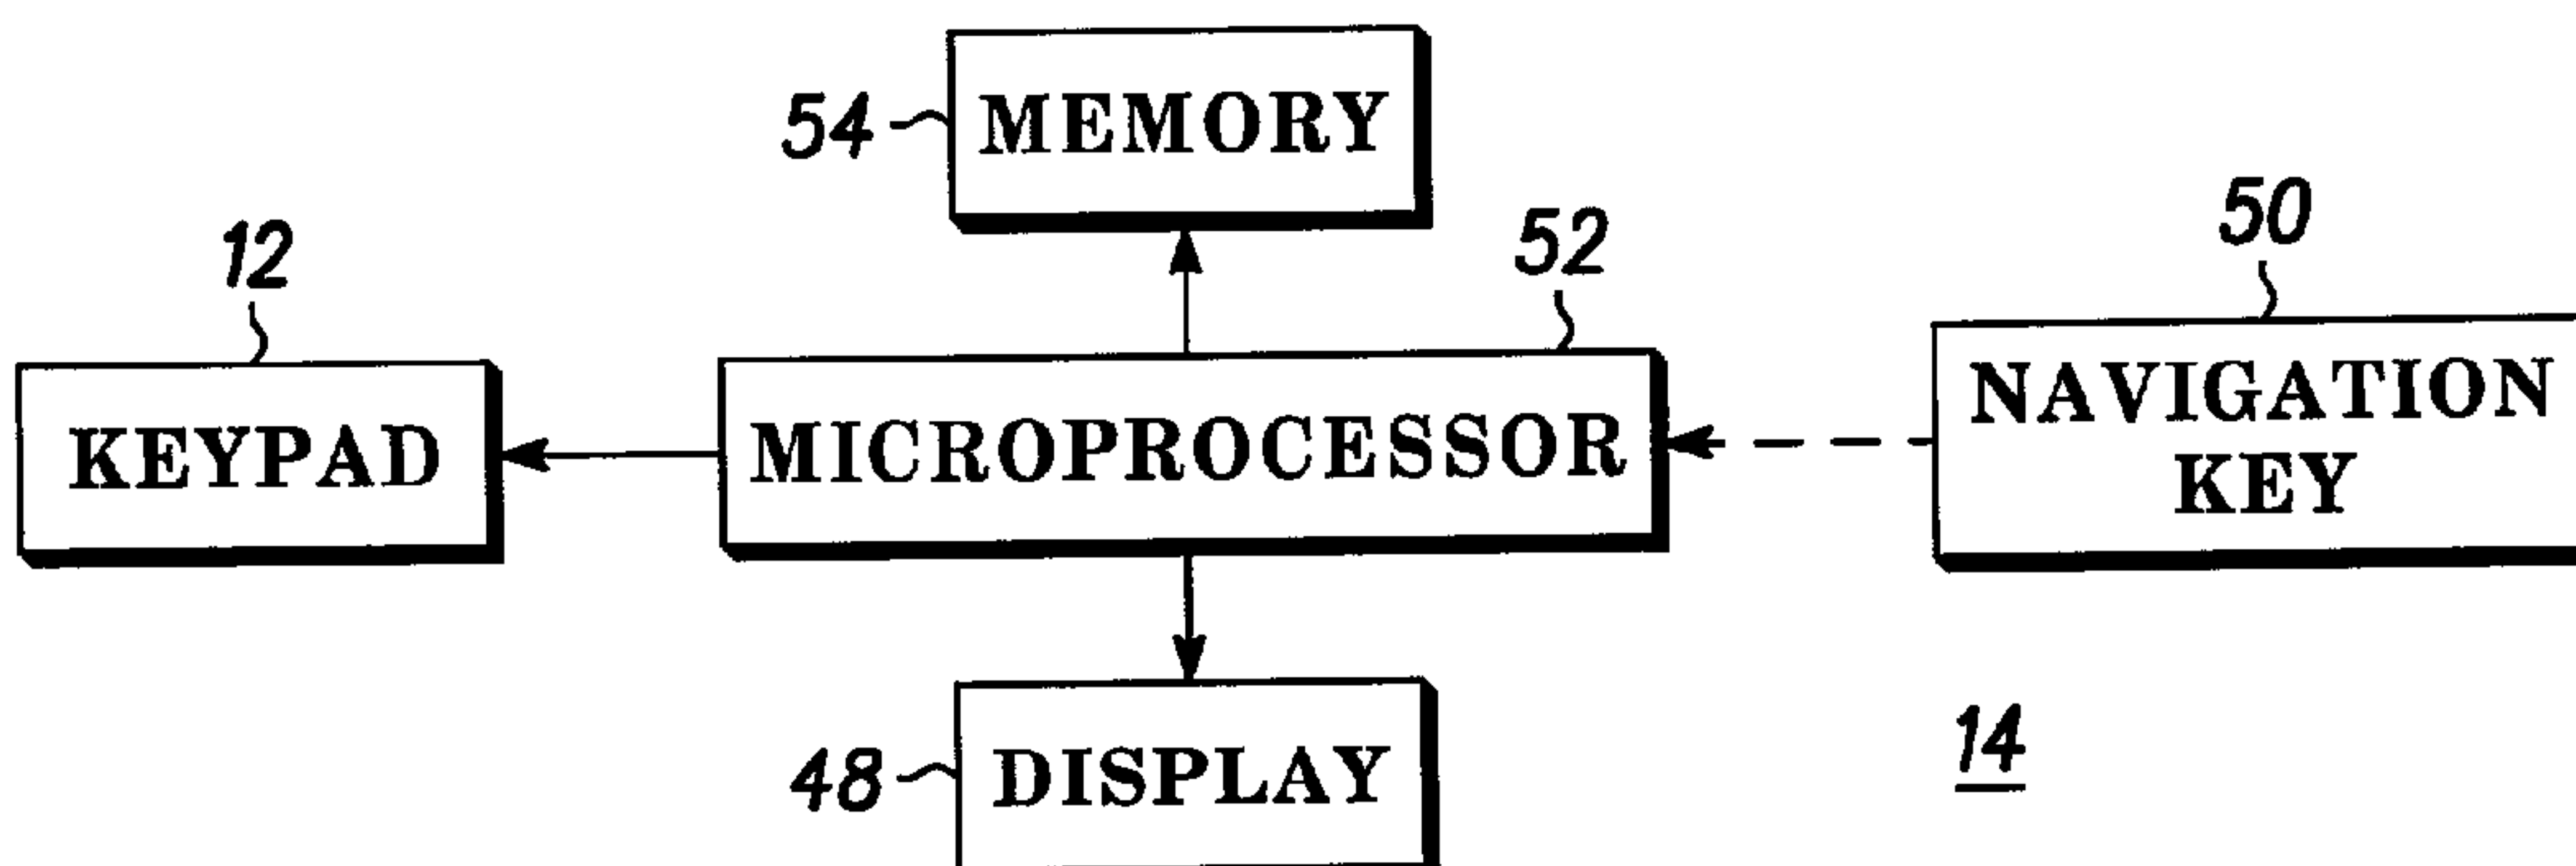 54
MEMORY
12
52
50
KEYPAD
MICROPROCESSOR
NAVIGATION
KEY
48
DISPLAY
14